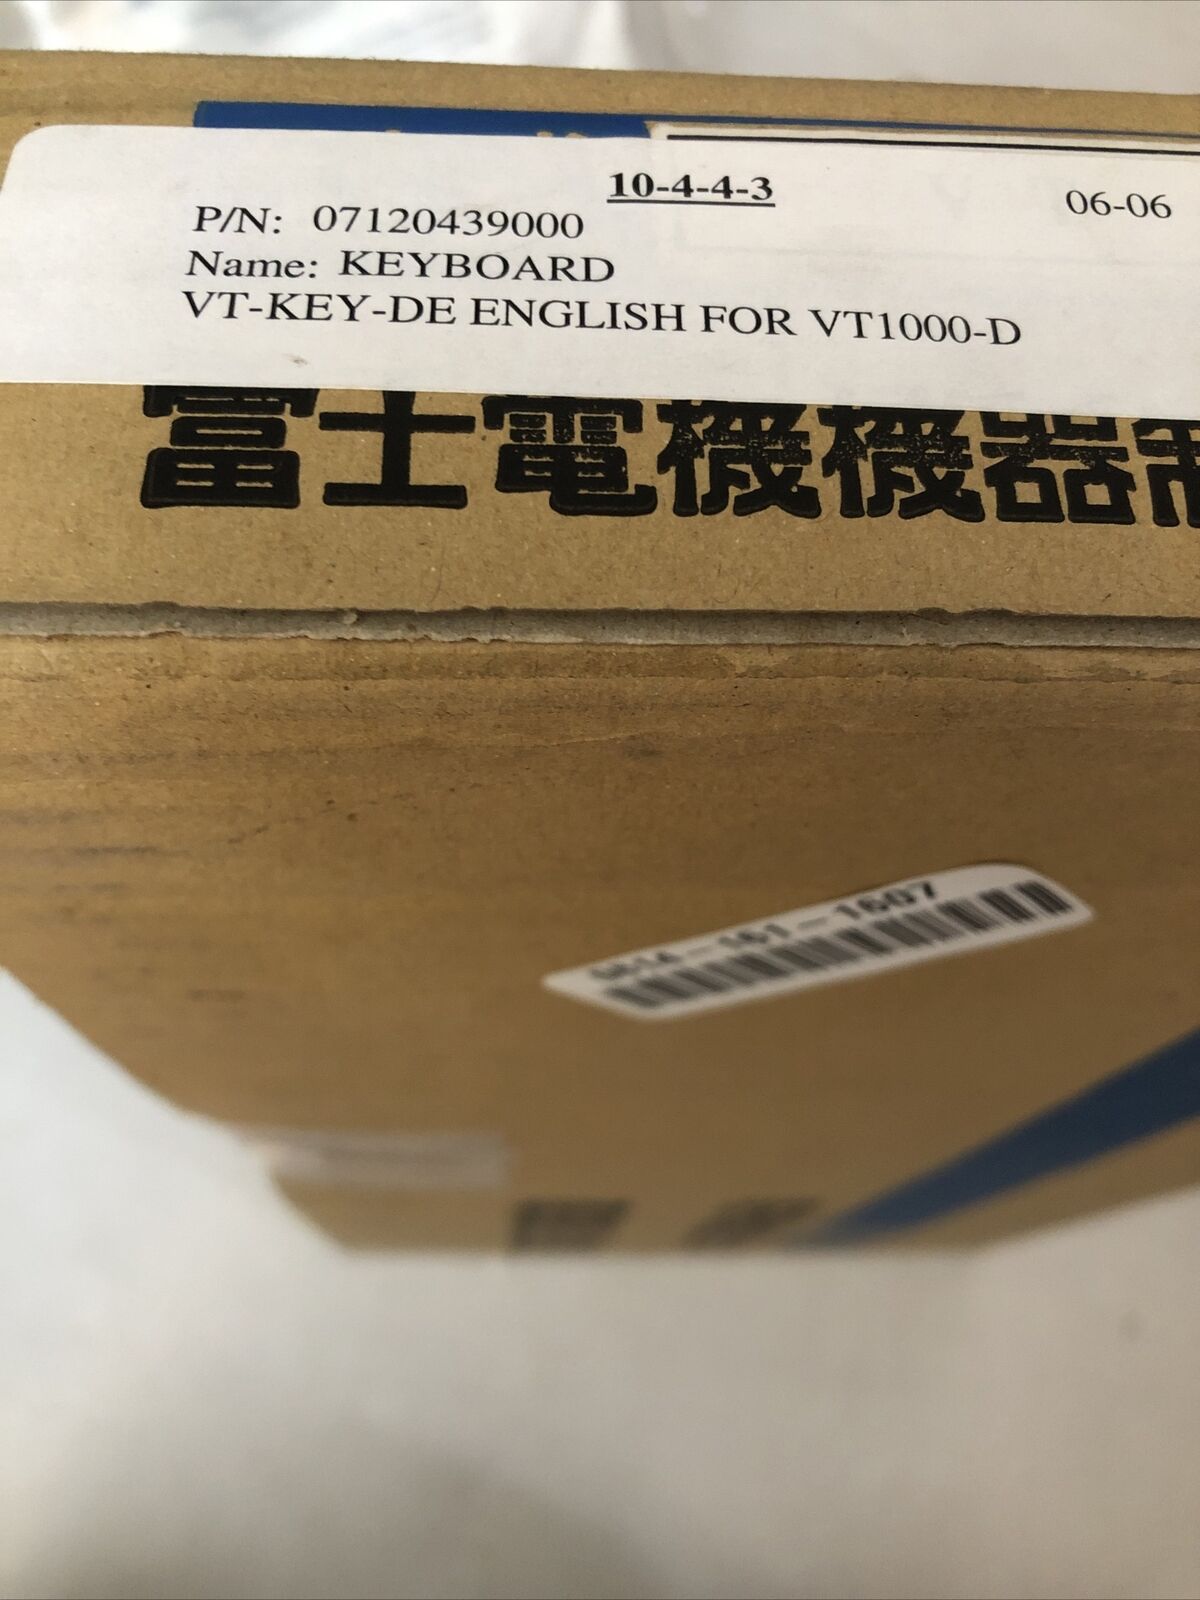 10-4-4-3 06-06
P/N: 07120439000
Name: KEYBOARD
VT-KEY-DE ENGLISH FOR VT1000-D
富士電機機器制